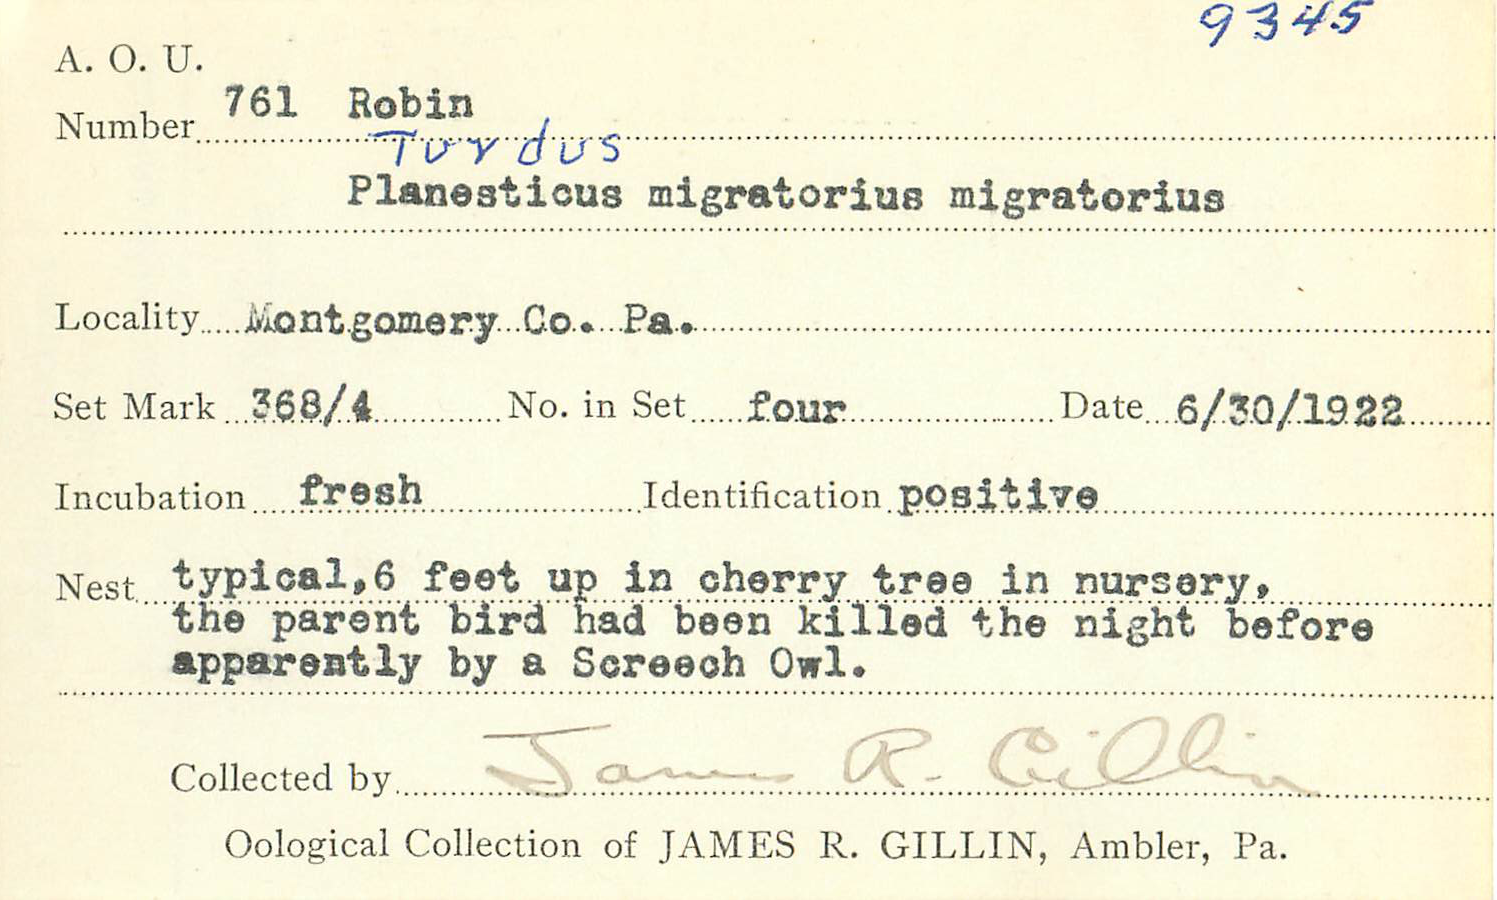 9345
A. O. U.
Number 761 Robin
Turdus
Planesticus migratorius migratorius
Locality Montgomery Co. Pa.
Set Mark 368/4 No. in Set four Date 6/30/1922
Incubation fresh Identification positive
Nest typical,6 feet up in cherry tree in nursery,
the parent bird had been killed the night before
apparently by a Screech Owl.
Collected by James R. Gillin
Oological Collection of JAMES R. GILLIN, Ambler, Pa.